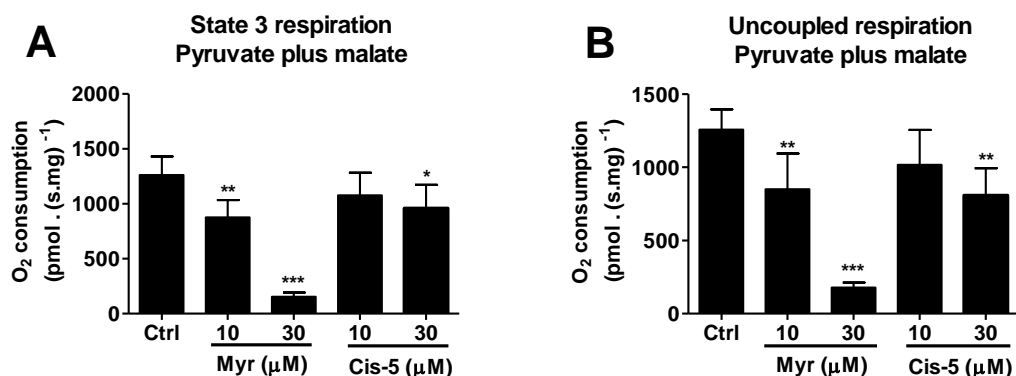 A
State 3 respiration
Pyruvate plus malate
O₂ consumption
(pmol . (s.mg) ⁻¹)
2000
1500
1000
500
0
**
***
*
Ctrl 10 30 10 30
Myr (μM) Cis-5 (μM)
B
Uncoupled respiration
Pyruvate plus malate
O₂ consumption
(pmol . (s.mg) ⁻¹)
1500
1000
500
0
**
***
**
Ctrl 10 30 10 30
Myr (μM) Cis-5 (μM)